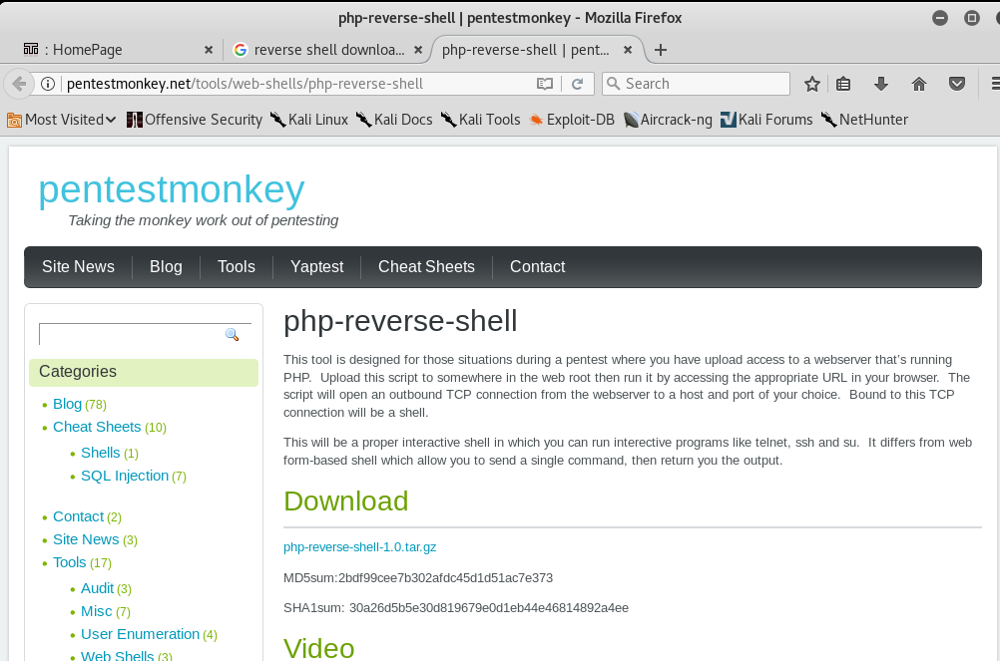 php-reverse-shell | pentestmonkey - Mozilla Firefox
: HomePage
reverse shell downloa...
php-reverse-shell | pent...
pentestmonkey.net/tools/web-shells/php-reverse-shell
Search
Most Visited
Offensive Security
Kali Linux
Kali Docs
Kali Tools
Exploit-DB
Aircrack-ng
Kali Forums
NetHunter
pentestmonkey
Taking the monkey work out of pentesting
Site News
Blog
Tools
Yaptest
Cheat Sheets
Contact
Categories
Blog (78)
Cheat Sheets (10)
Shells (1)
SQL Injection (7)
Contact (2)
Site News (3)
Tools (17)
Audit (3)
Misc (7)
User Enumeration (4)
Web Shells (3)
php-reverse-shell
This tool is designed for those situations during a pentest where you have upload access to a webserver that's running
PHP.  Upload this script to somewhere in the web root then run it by accessing the appropriate URL in your browser.  The
script will open an outbound TCP connection from the webserver to a host and port of your choice.  Bound to this TCP
connection will be a shell.
This will be a proper interactive shell in which you can run interective programs like telnet, ssh and su.  It differs from web
form-based shell which allow you to send a single command, then return you the output.
Download
php-reverse-shell-1.0.tar.gz
MD5sum:2bdf99cee7b302afdc45d1d51ac7e373
SHA1sum: 30a26d5b5e30d819679e0d1eb44e46814892a4ee
Video